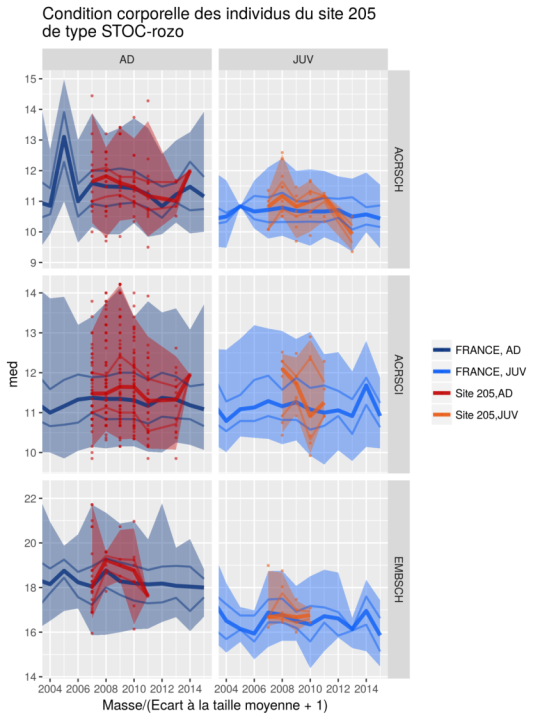 Condition corporelle des individus du site 205
de type STOC-rozo
AD JUV
15
14
13
12
11
10
9
ACRSCH
14
13
12
11
10
ACRSCI
med
22
20
18
16
14
EMBSCH
2004 2006 2008 2010 2012 2014 2004 2006 2008 2010 2012 2014
Masse/(Ecart à la taille moyenne + 1)
FRANCE, AD
FRANCE, JUV
Site 205,AD
Site 205,JUV